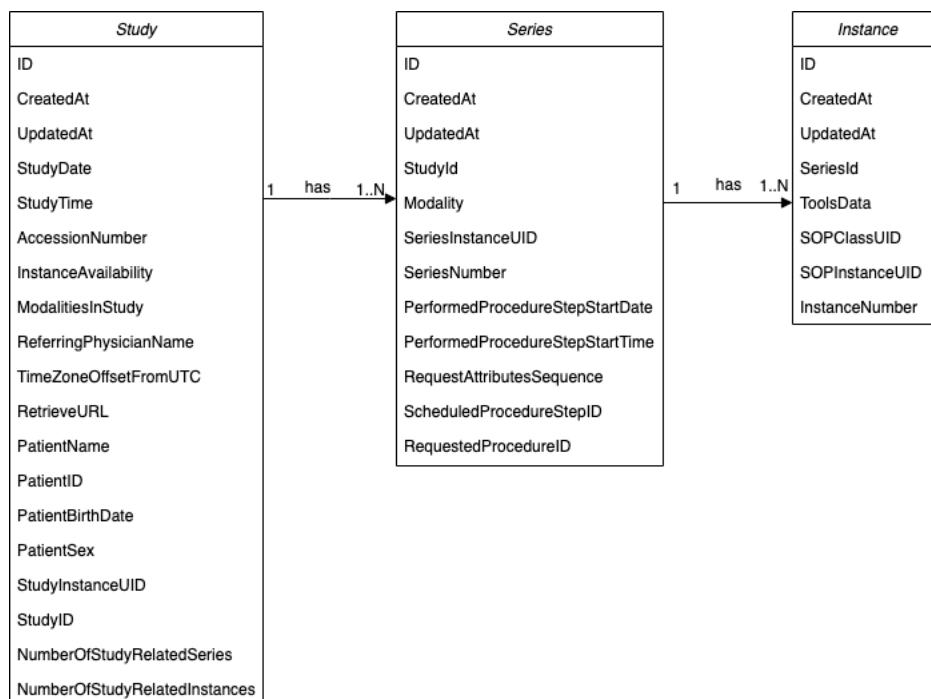 Study
ID
CreatedAt
UpdatedAt
StudyDate
StudyTime
AccessionNumber
InstanceAvailability
ModalitiesInStudy
ReferringPhysicianName
TimeZoneOffsetFromUTC
RetrieveURL
PatientName
PatientID
PatientBirthDate
PatientSex
StudyInstanceUID
StudyID
NumberOfStudyRelatedSeries
NumberOfStudyRelatedInstances
1 has 1..N
Series
ID
CreatedAt
UpdatedAt
StudyId
Modality
SeriesInstanceUID
SeriesNumber
PerformedProcedureStepStartDate
PerformedProcedureStepStartTime
RequestAttributesSequence
ScheduledProcedureStepID
RequestedProcedureID
1 has 1..N
Instance
ID
CreatedAt
UpdatedAt
SeriesId
ToolsData
SOPClassUID
SOPInstanceUID
InstanceNumber